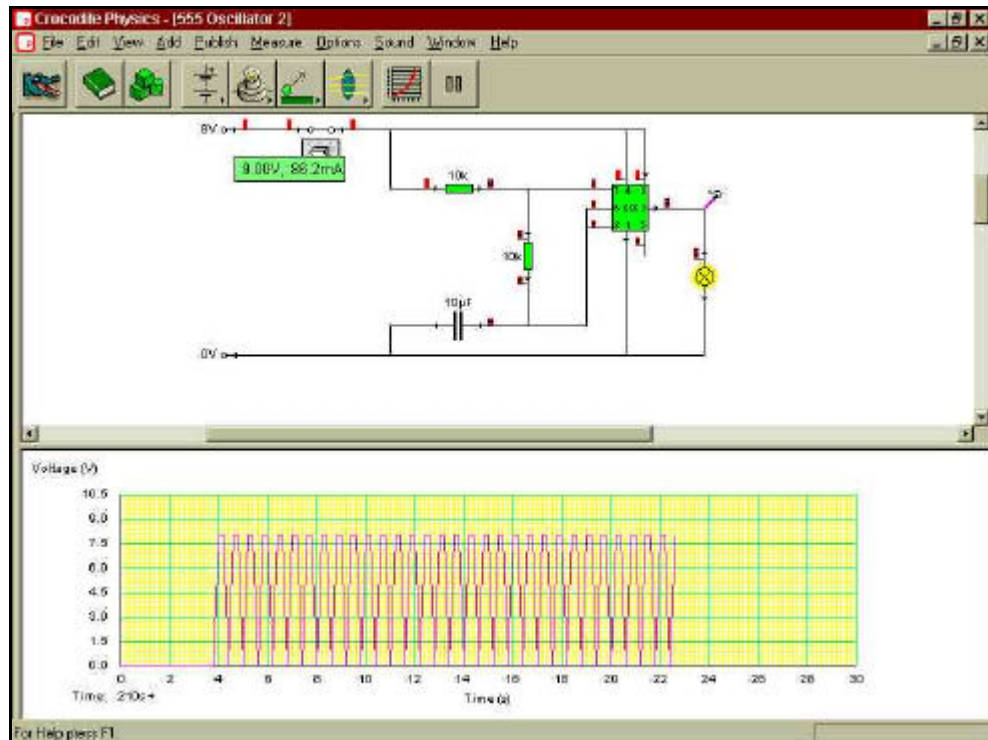 Crocodile Physics - [555 Oscillator 2]
File Edit View Add Publish Measure Options Sound Window Help
9V
9.00V, 86.2mA
10k
10k
10µF
0V
Voltage (V)
10.5
9.0
7.5
6.0
4.5
3.0
1.5
0.0
0 2 4 6 8 10 12 14 16 18 20 22 24 26 28 30
Time: 210s+
Time (s)
For Help press F1